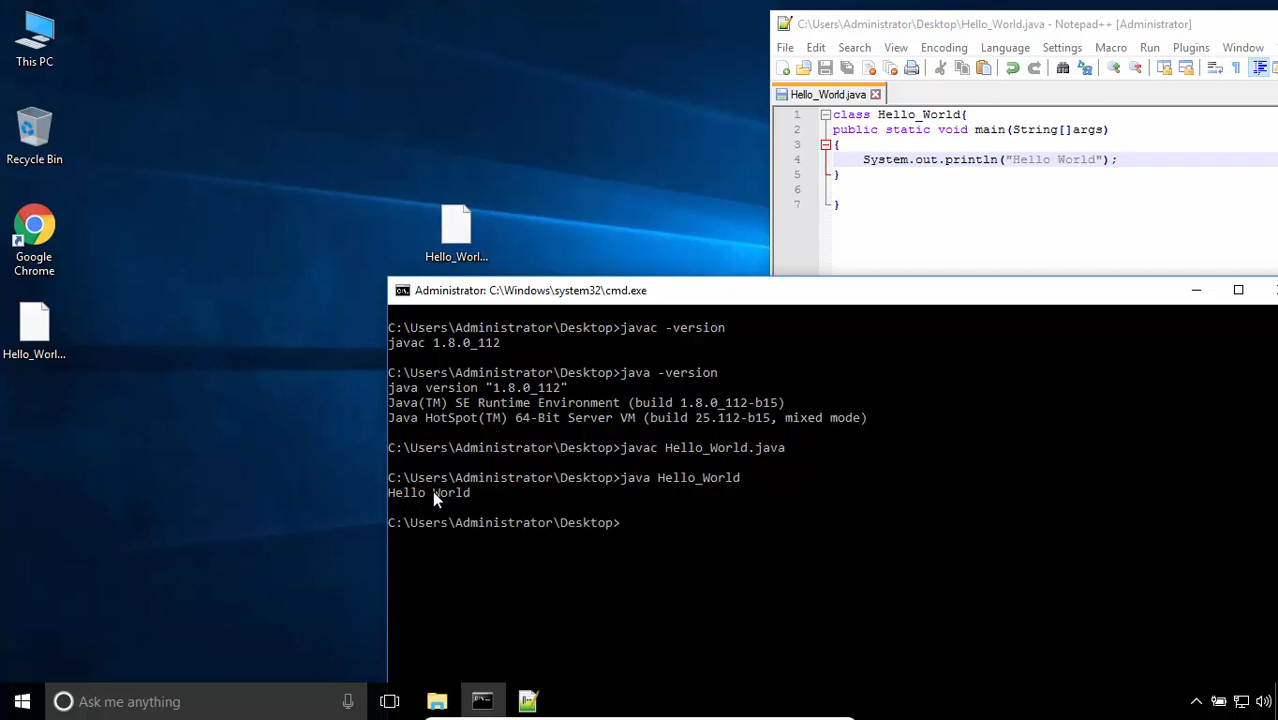 This PC
Recycle Bin
Google
Chrome
Hello_Worl...
Hello_Worl...
C:\Users\Administrator\Desktop\Hello_World.java - Notepad++ [Administrator]
File Edit Search View Encoding Language Settings Macro Run Plugins Window
Hello_World.java
1 class Hello_World{
2 public static void main(String[]args)
3 {
4 System.out.println("Hello World");
5 }
6
7 }
Administrator: C:\Windows\system32\cmd.exe
C:\Users\Administrator\Desktop>javac -version
javac 1.8.0_112
C:\Users\Administrator\Desktop>java -version
java version "1.8.0_112"
Java(TM) SE Runtime Environment (build 1.8.0_112-b15)
Java HotSpot(TM) 64-Bit Server VM (build 25.112-b15, mixed mode)
C:\Users\Administrator\Desktop>javac Hello_World.java
C:\Users\Administrator\Desktop>java Hello_World
Hello World
C:\Users\Administrator\Desktop>
Ask me anything